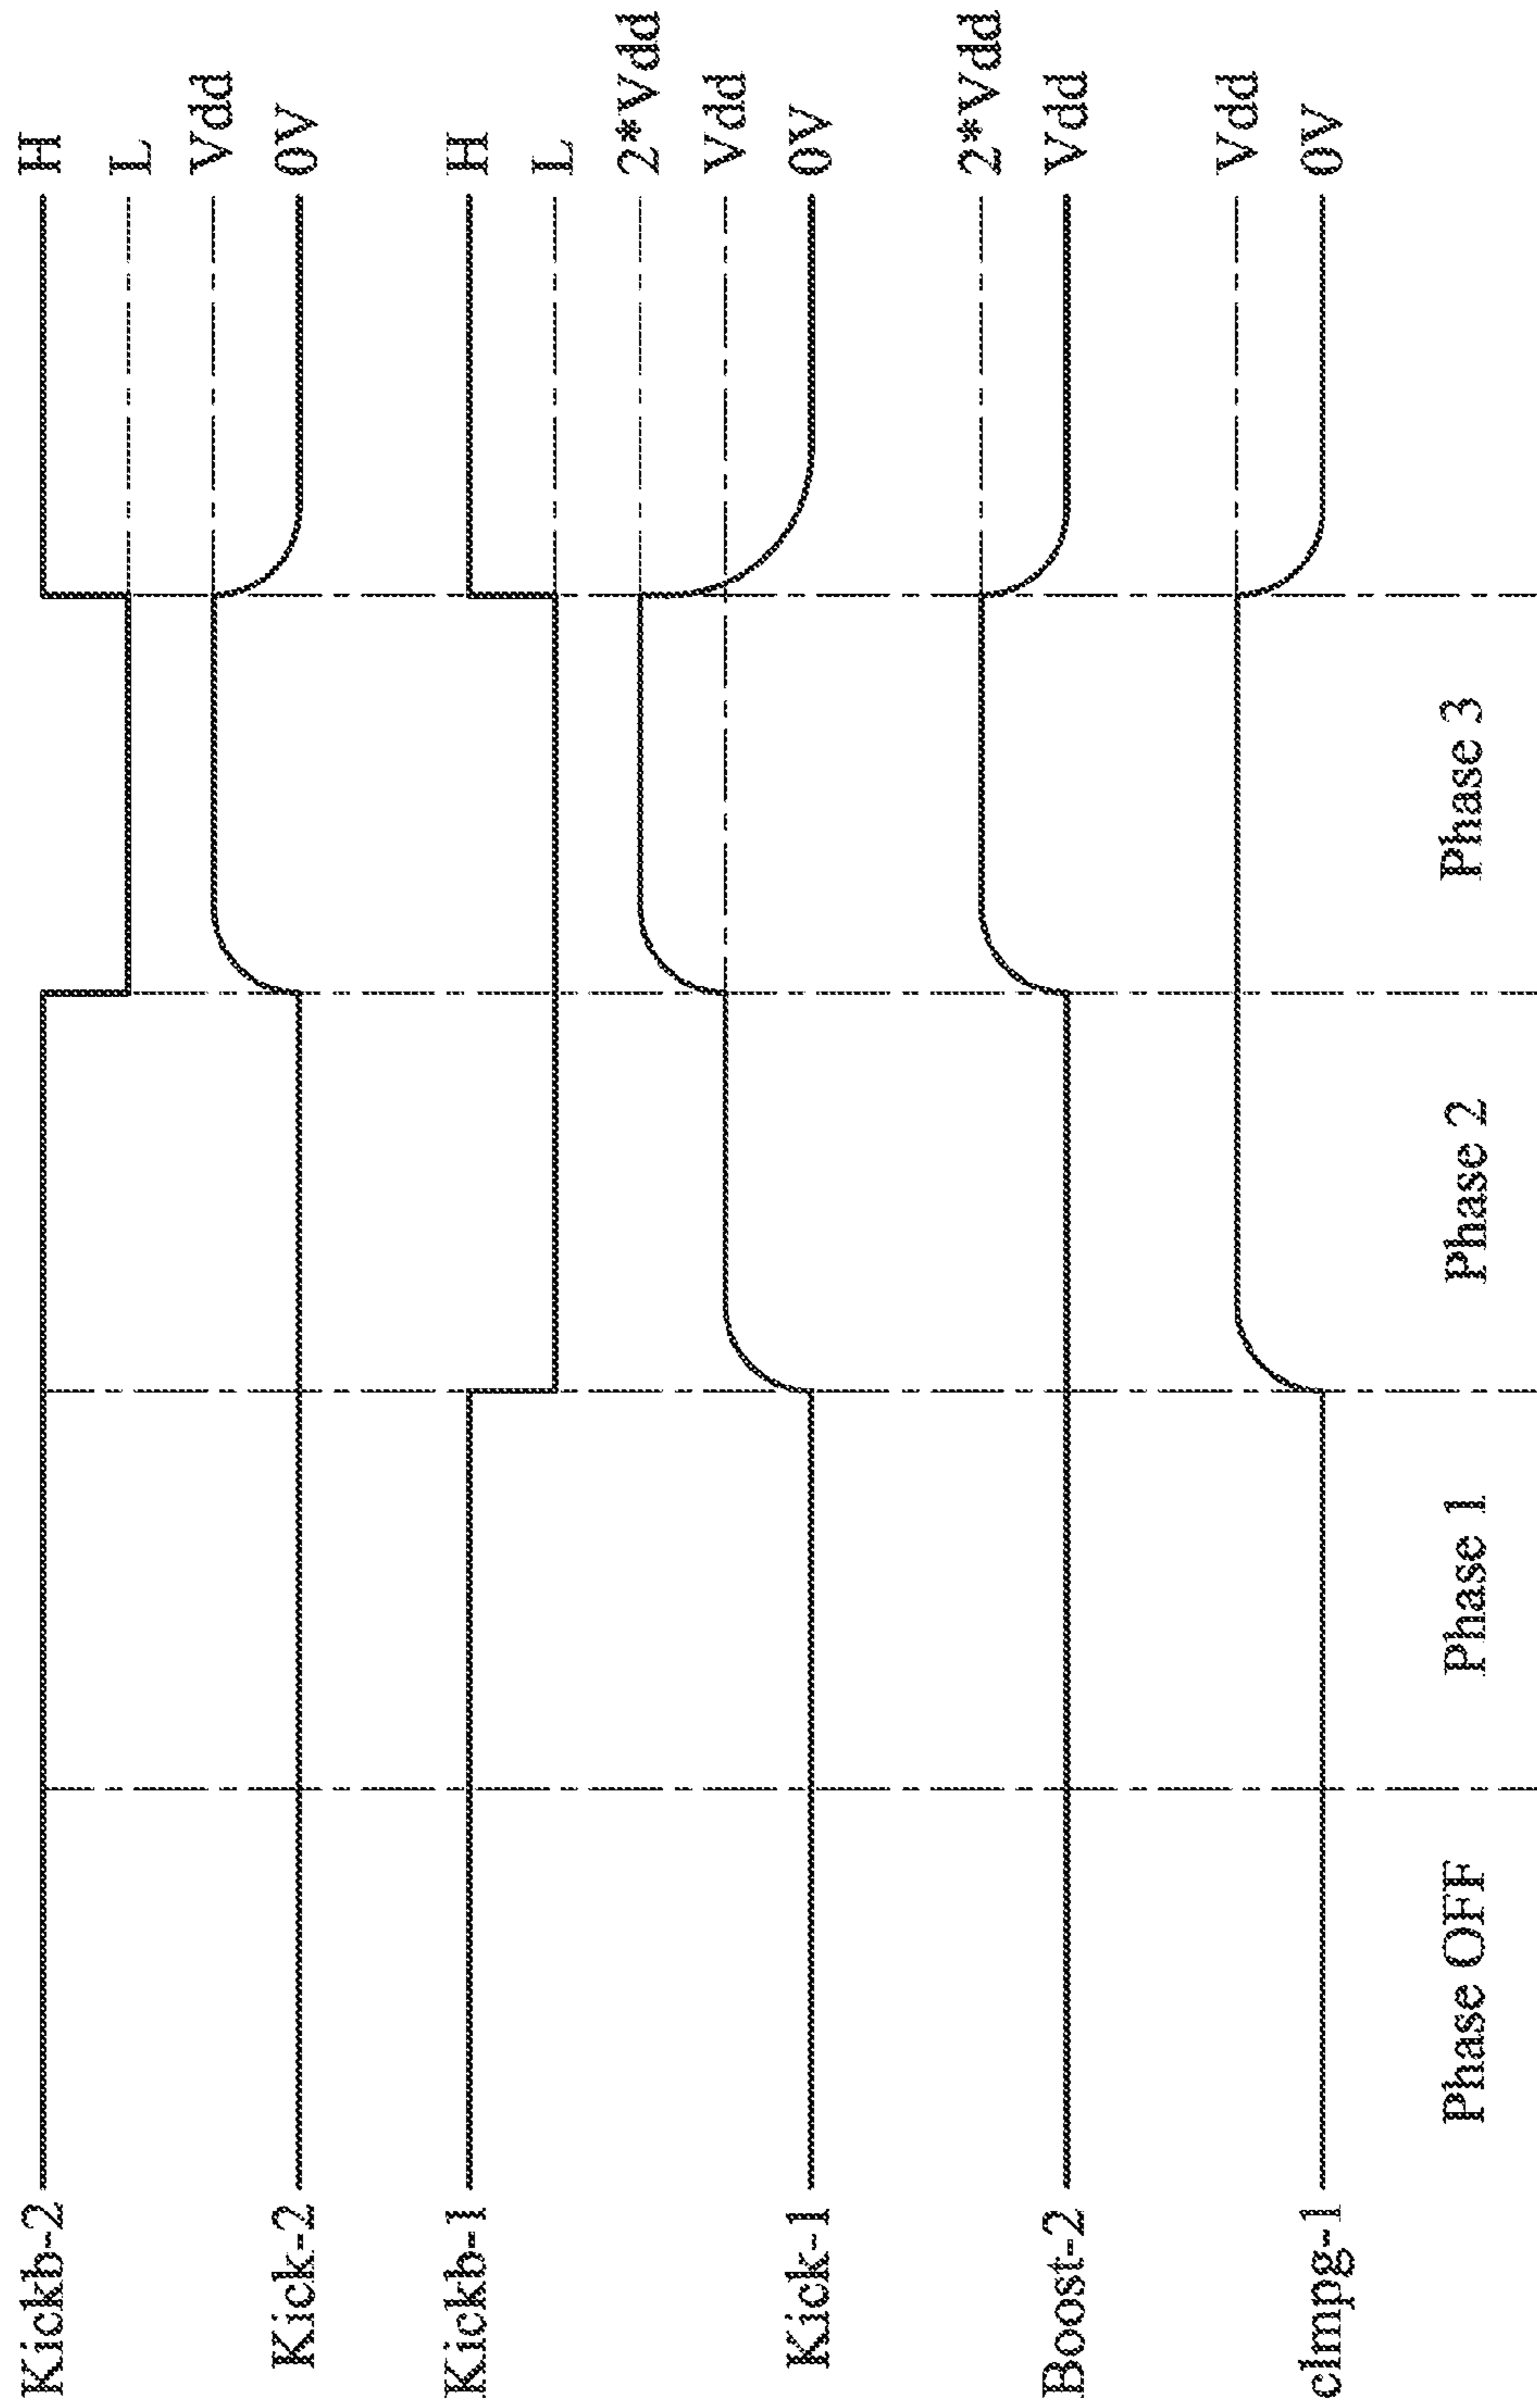 Kickb-2
H
L
Kick-2
Vdd
0V
Kickb-1
H
L
Kick-1
2*Vdd
Vdd
0V
Boost-2
2*Vdd
Vdd
clmpg-1
Vdd
0V
Phase OFF
Phase 1
Phase 2
Phase 3